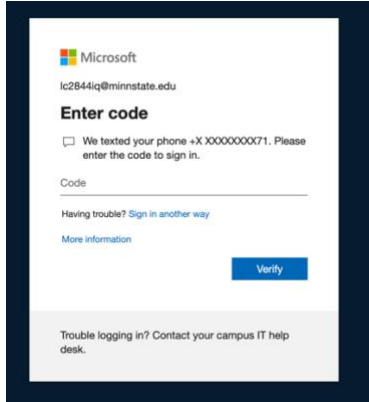 Microsoft
lc2844iq@minnstate.edu
Enter code
We texted your phone +X XXXXXXXX71. Please
enter the code to sign in.
Code
Having trouble? Sign in another way
More information
Verify
Trouble logging in? Contact your campus IT help
desk.